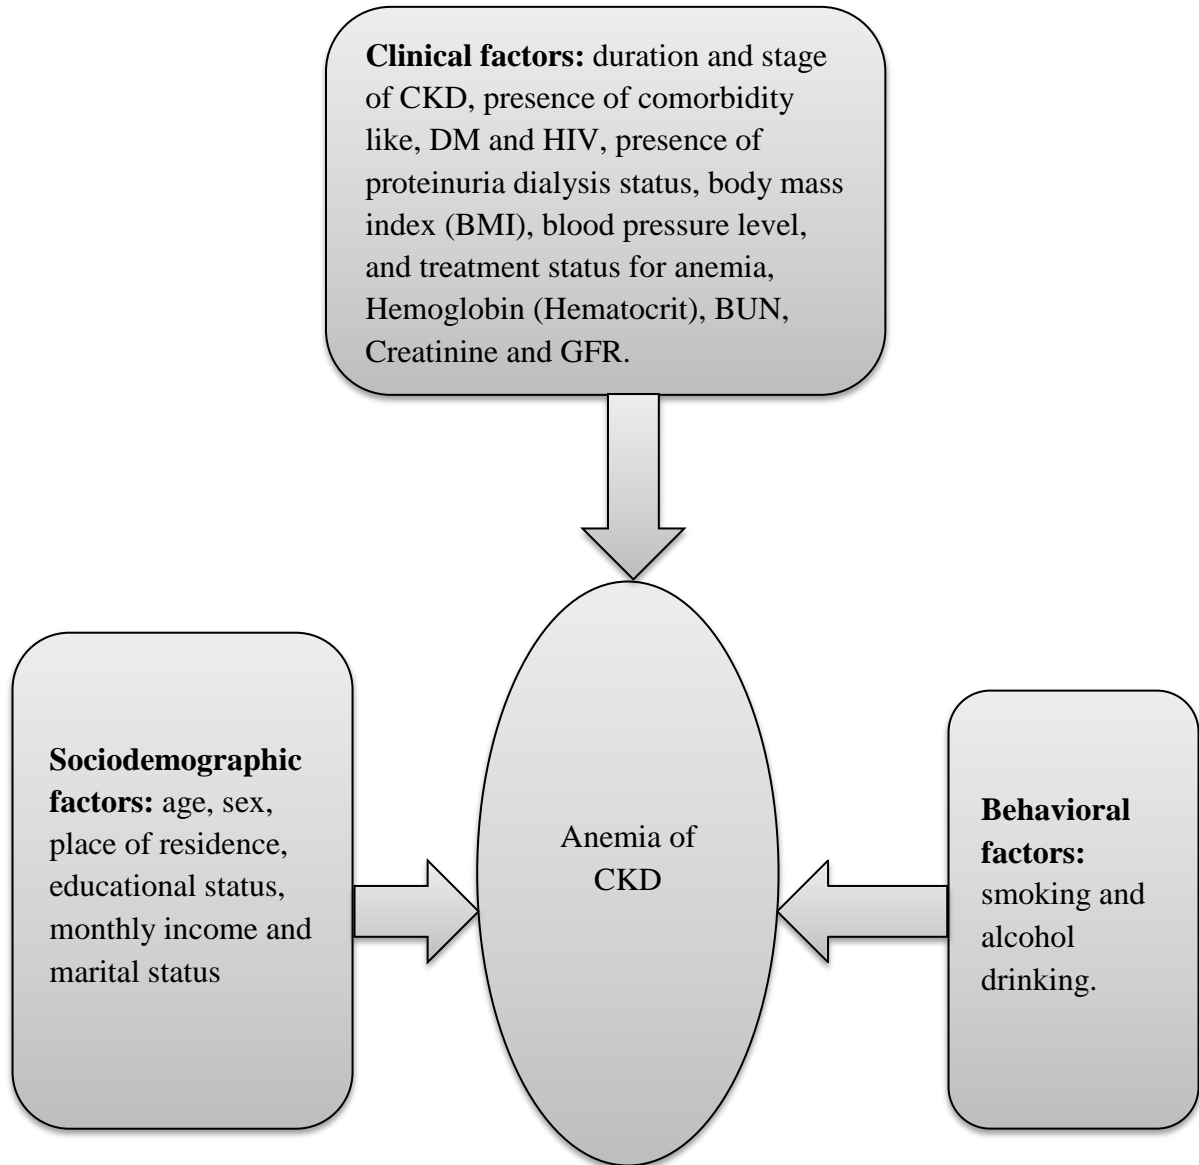 Clinical factors: duration and stage
of CKD, presence of comorbidity
like, DM and HIV, presence of
proteinuria dialysis status, body mass
index (BMI), blood pressure level,
and treatment status for anemia,
Hemoglobin (Hematocrit), BUN,
Creatinine and GFR.
Sociodemographic
factors: age, sex,
place of residence,
educational status,
monthly income and
marital status
Anemia of
CKD
Behavioral
factors:
smoking and
alcohol
drinking.